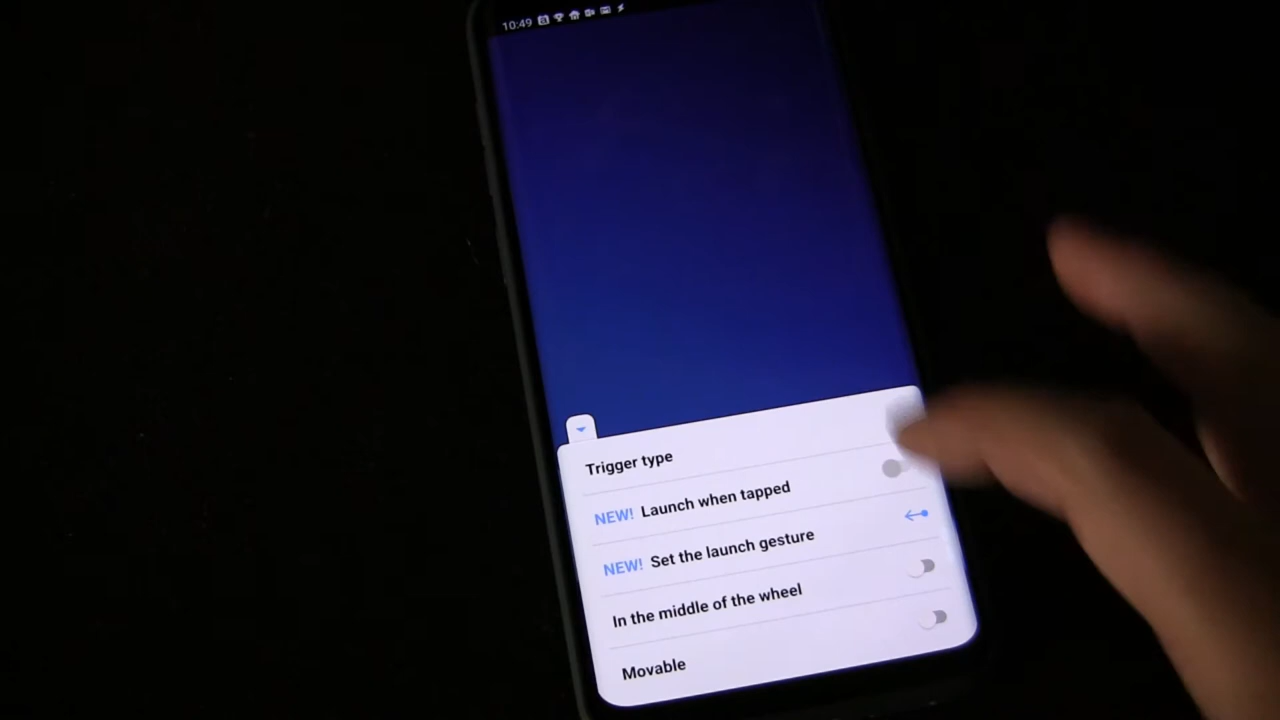 10:49
Trigger type
NEW! Launch when tapped
NEW! Set the launch gesture
In the middle of the wheel
Movable